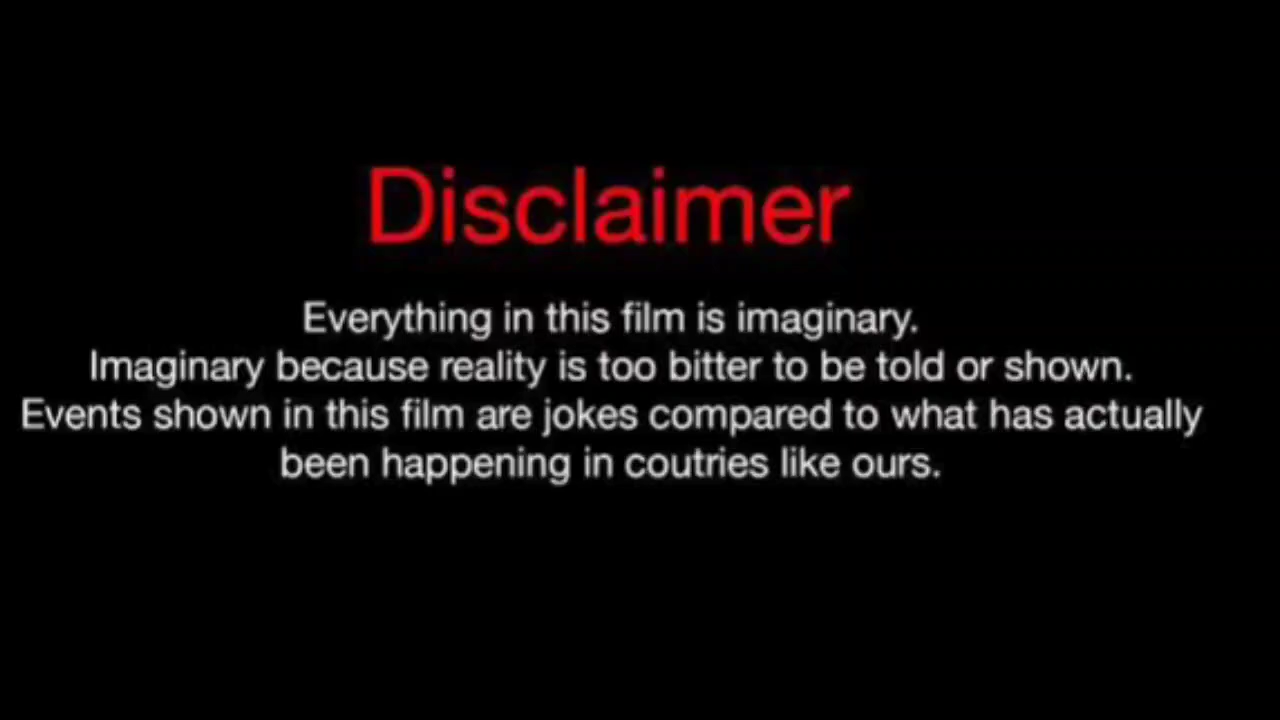 Disclaimer
Everything in this film is imaginary.
Imaginary because reality is too bitter to be told or shown.
Events shown in this film are jokes compared to what has actually
been happening in coutries like ours.